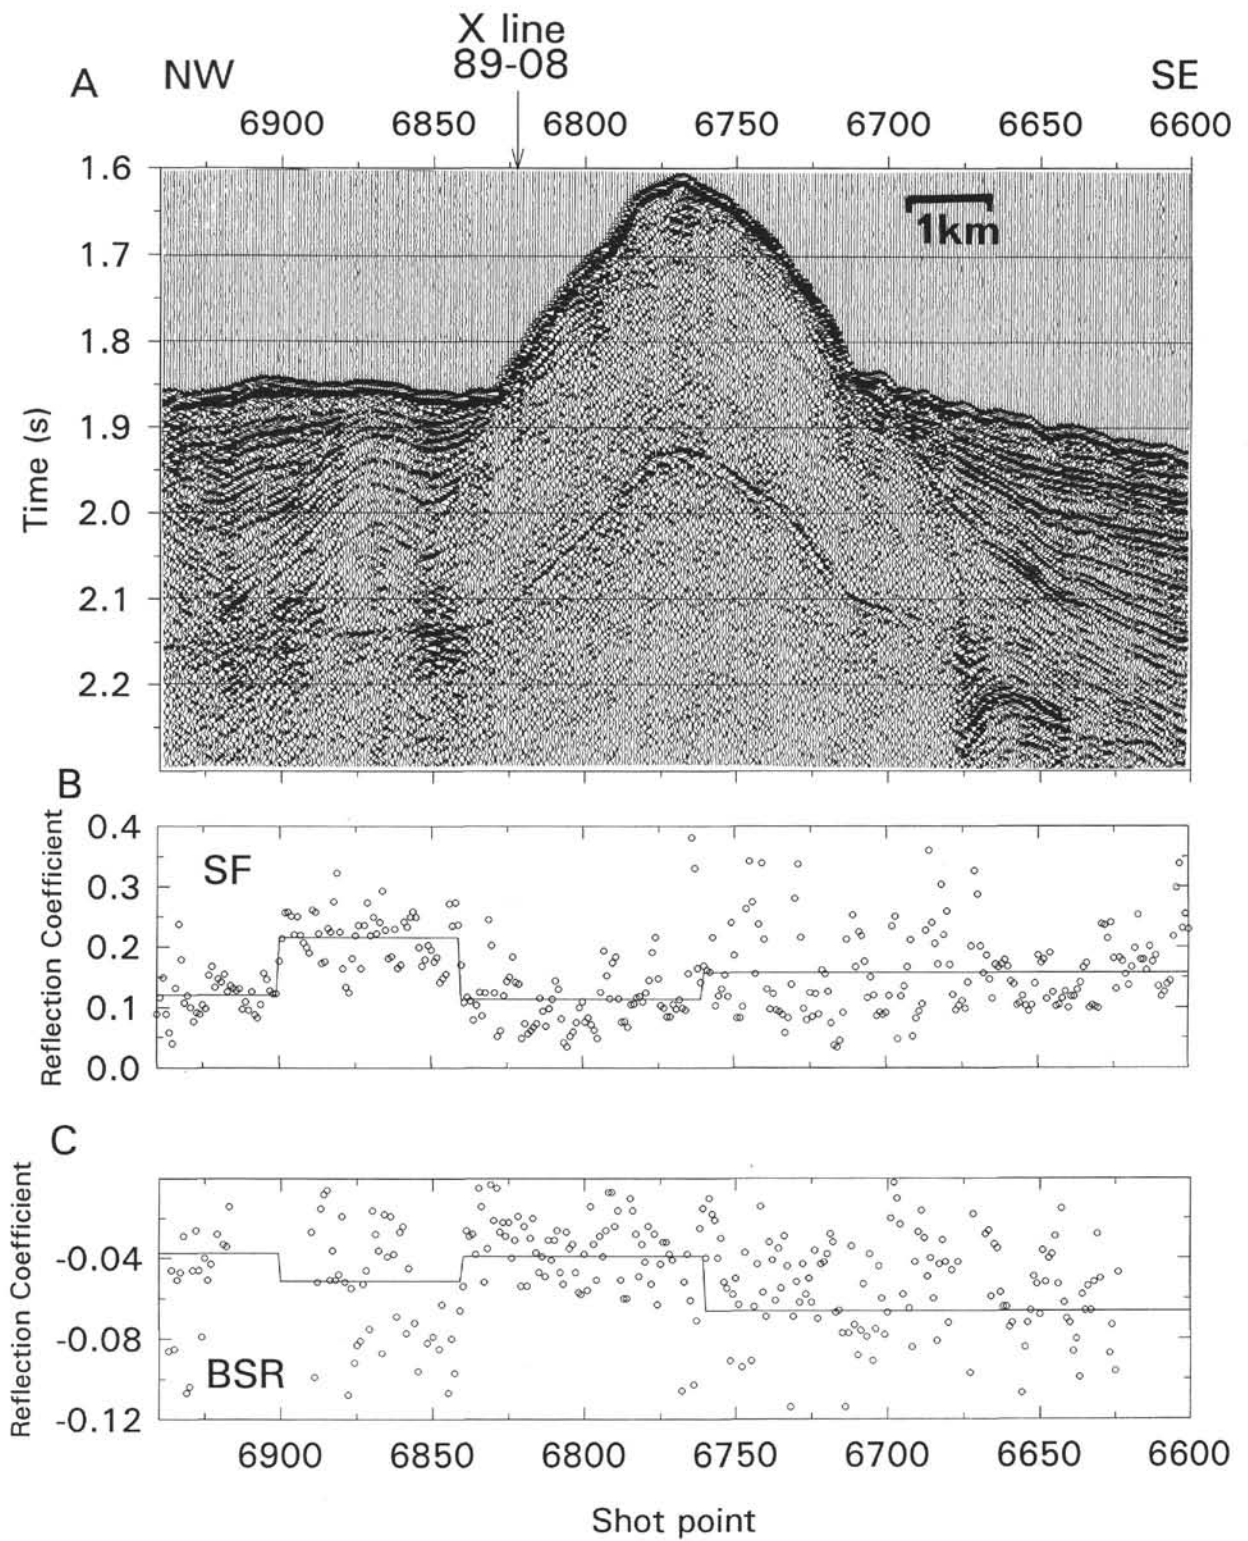 X line
89-08
A NW SE
6900 6850 6800 6750 6700 6650 6600
1km
Time (s)
1.6
1.7
1.8
1.9
2.0
2.1
2.2
B
Reflection Coefficient
SF
0.4
0.3
0.2
0.1
0.0
C
Reflection Coefficient
BSR
-0.04
-0.08
-0.12
6900 6850 6800 6750 6700 6650 6600
Shot point